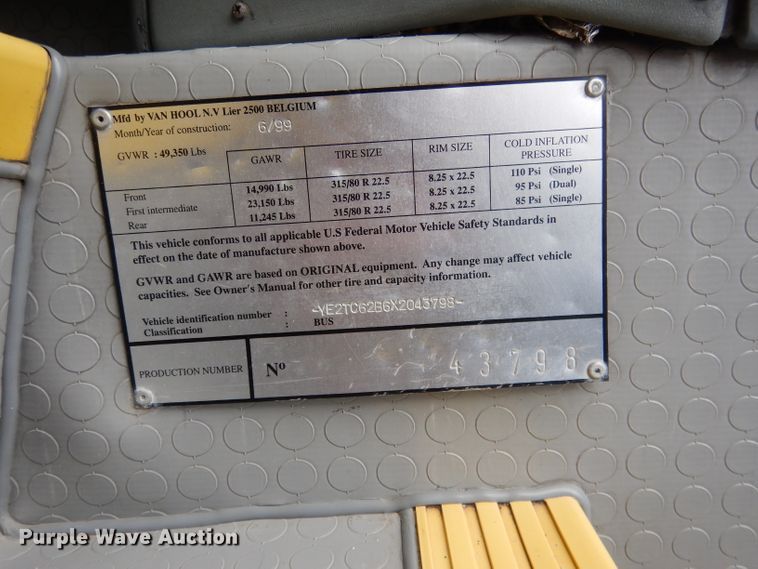 Mfd by VAN HOOL N.V Lier 2500 BELGIUM
Month/Year of construction: 6/99
GVWR : 49,350 Lbs
GAWR TIRE SIZE RIM SIZE COLD INFLATION PRESSURE
Front 14,990 Lbs 315/80 R 22.5 8.25 x 22.5 110 Psi (Single)
First intermediate 23,150 Lbs 315/80 R 22.5 8.25 x 22.5 95 Psi (Dual)
Rear 11,245 Lbs 315/80 R 22.5 8.25 x 22.5 85 Psi (Single)
This vehicle conforms to all applicable U.S Federal Motor Vehicle Safety Standards in
effect on the date of manufacture shown above.
GVWR and GAWR are based on ORIGINAL equipment. Any change may affect vehicle
capacities. See Owner's Manual for other tire and capacity information.
Vehicle identification number : -YE2TC62B6X2043798-
Classification : BUS
PRODUCTION NUMBER Nº 43798
Purple Wave Auction